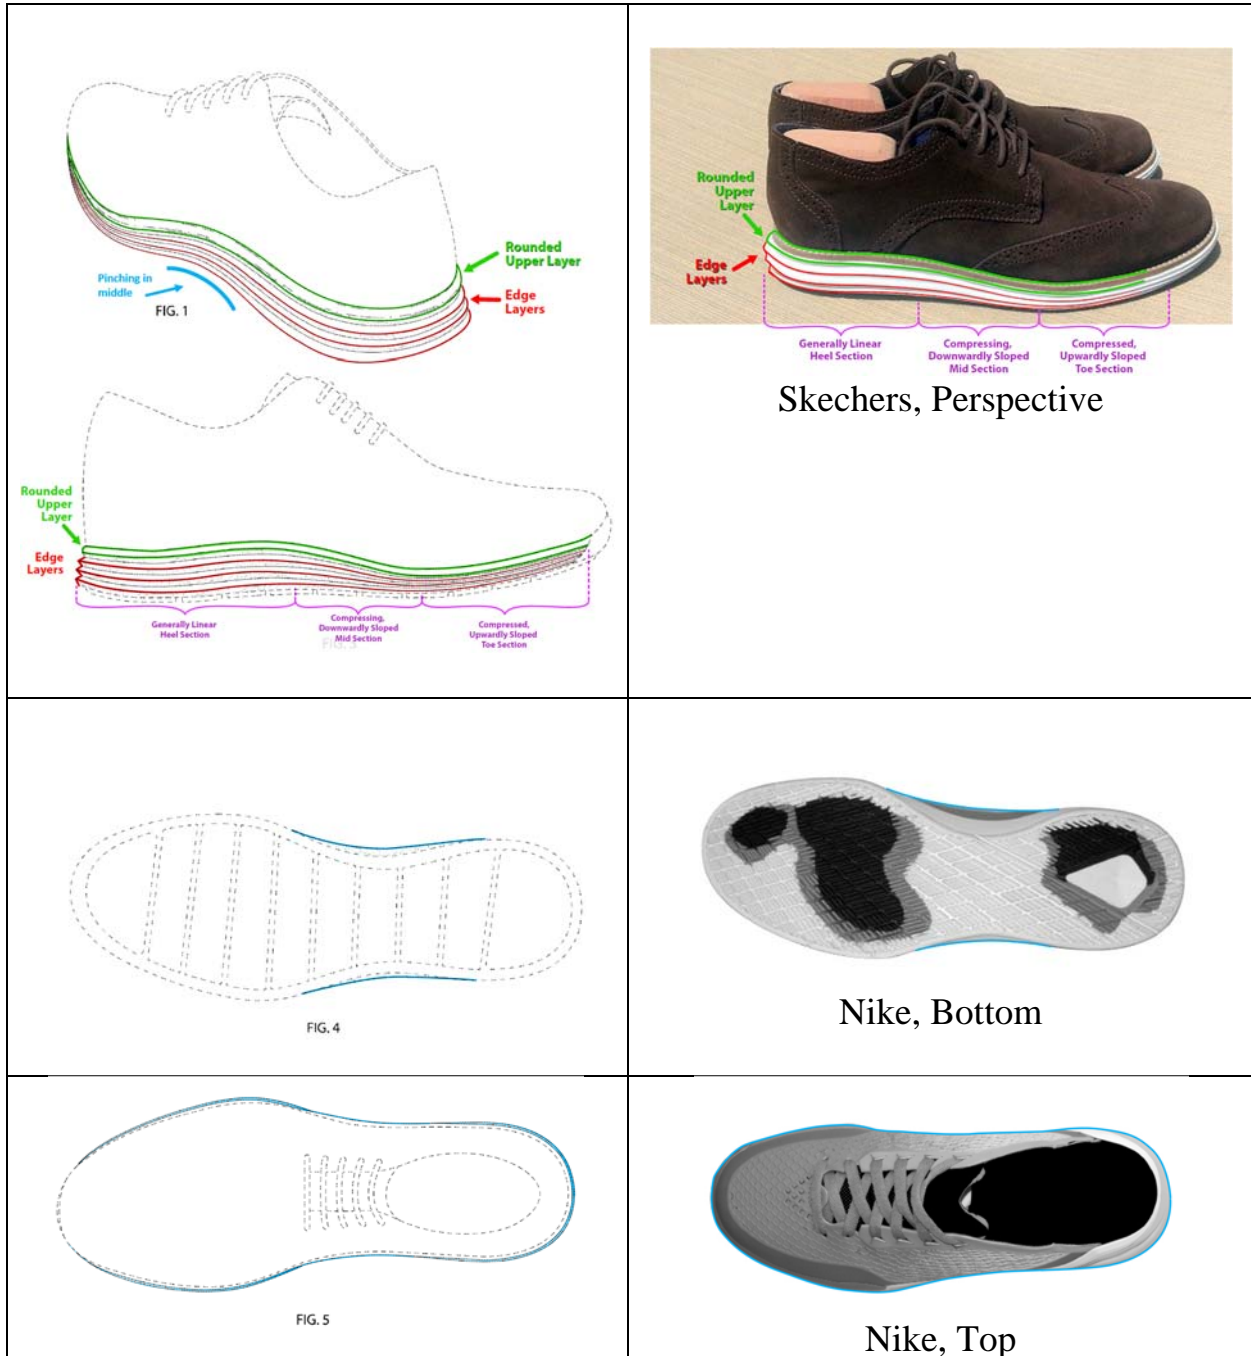 Pinching in
middle
FIG. 1
Rounded
Upper Layer
Edge
Layers
Rounded
Upper
Layer
Edge
Layers
Generally Linear
Heel Section
Compressing,
Downwardly Sloped
Mid Section
Compressed,
Upwardly Sloped
Toe Section
FIG. 3
Rounded
Upper
Layer
Edge
Layers
Generally Linear
Heel Section
Compressing,
Downwardly Sloped
Mid Section
Compressed,
Upwardly Sloped
Toe Section
Skechers, Perspective
FIG. 4
Nike, Bottom
FIG. 5
Nike, Top